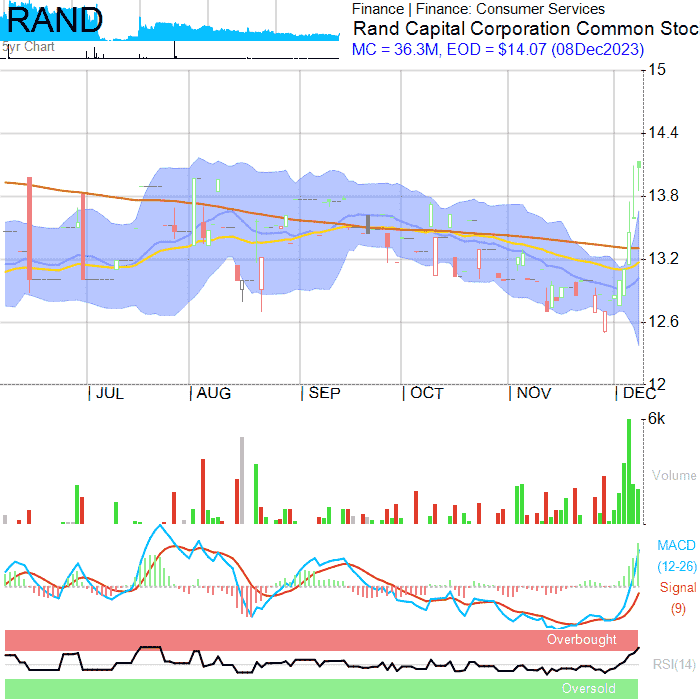 RAND
5yr Chart
Finance | Finance: Consumer Services
Rand Capital Corporation Common Stoc
MC = 36.3M, EOD = $14.07 (08Dec2023)
15
14.4
13.8
13.2
12.6
12
JUL
AUG
SEP
OCT
NOV
DEC
6k
Volume
MACD
(12-26)
Signal
(9)
Overbought
RSI(14)
Oversold